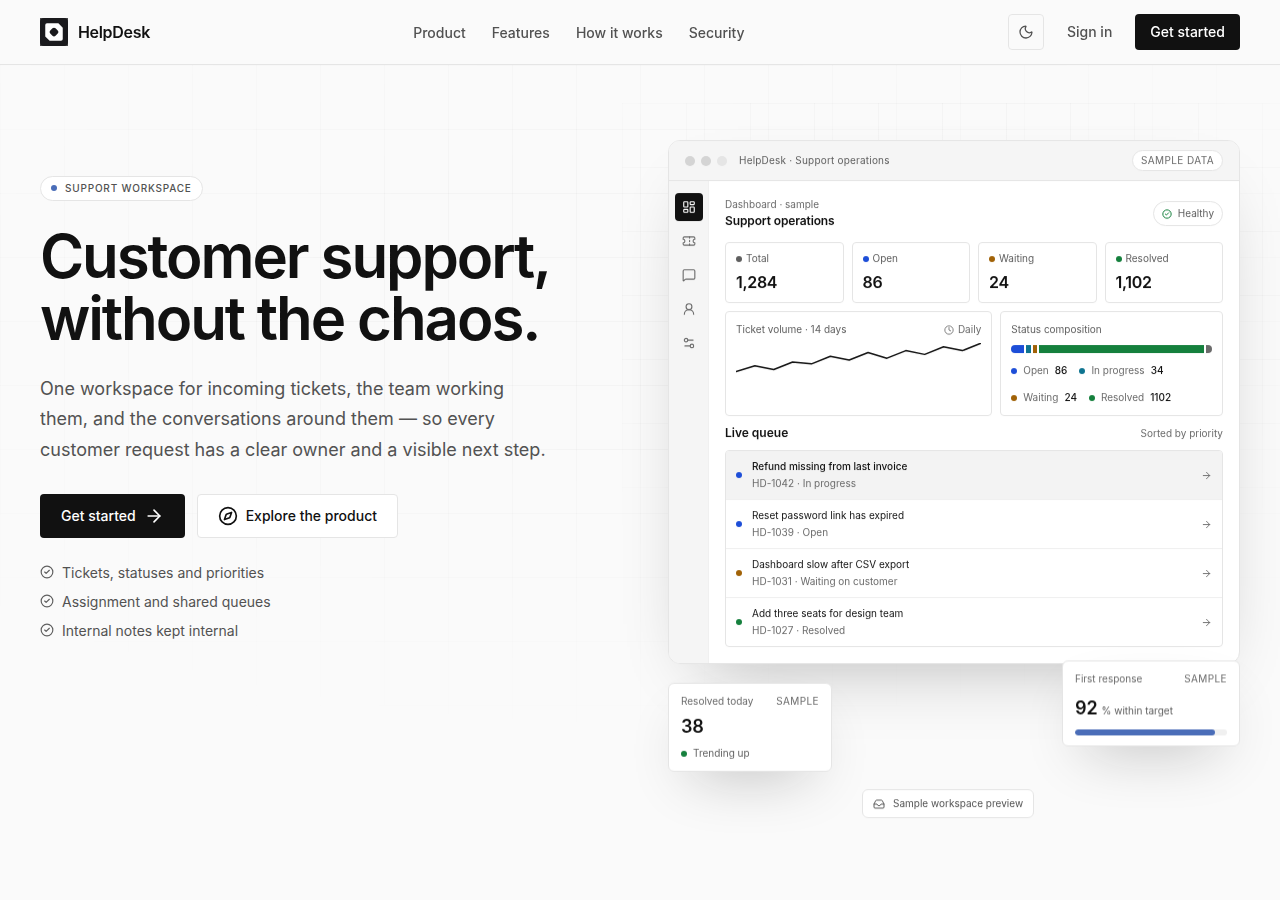 HelpDesk
Product
Features
How it works
Security
Sign in
Get started
SUPPORT WORKSPACE
Customer support,
without the chaos.
One workspace for incoming tickets, the team working
them, and the conversations around them — so every
customer request has a clear owner and a visible next step.
Get started
Explore the product
Tickets, statuses and priorities
Assignment and shared queues
Internal notes kept internal
HelpDesk · Support operations
SAMPLE DATA
Dashboard · sample
Support operations
Healthy
Total
1,284
Open
86
Waiting
24
Resolved
1,102
Ticket volume · 14 days
Daily
Status composition
Open 86
In progress 34
Waiting 24
Resolved 1102
Live queue
Sorted by priority
Refund missing from last invoice
HD-1042 · In progress
Reset password link has expired
HD-1039 · Open
Dashboard slow after CSV export
HD-1031 · Waiting on customer
Add three seats for design team
HD-1027 · Resolved
Resolved today
SAMPLE
38
Trending up
First response
SAMPLE
92 % within target
Sample workspace preview